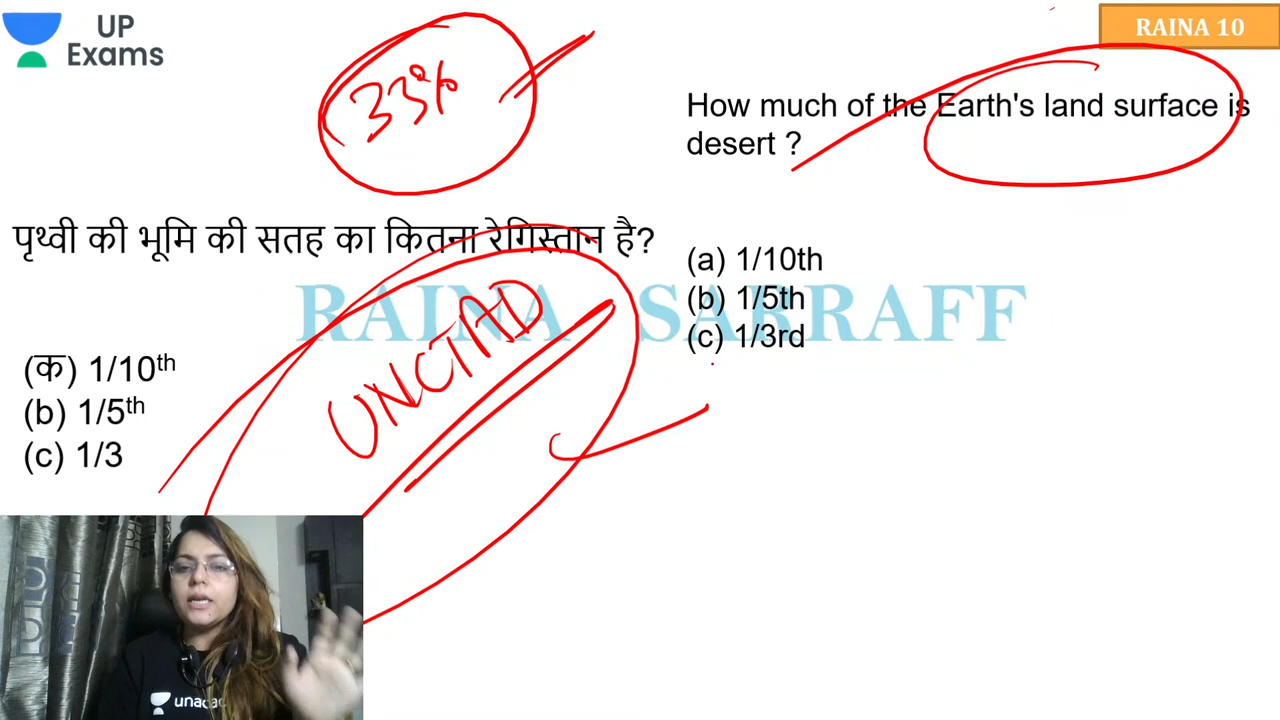 UP
Exams
RAINA 10
33%
How much of the Earth's land surface is
desert ?
पृथ्वी की भूमि की सतह का कितना रेगिस्तान है?
(a) 1/10th
(b) 1/5th
(c) 1/3rd
RAINA SARRAFF
UNCTAD
(क) 1/10th
(b) 1/5th
(c) 1/3